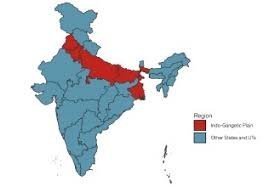 Region
Indo-Gangetic Plain
Other States and UTs